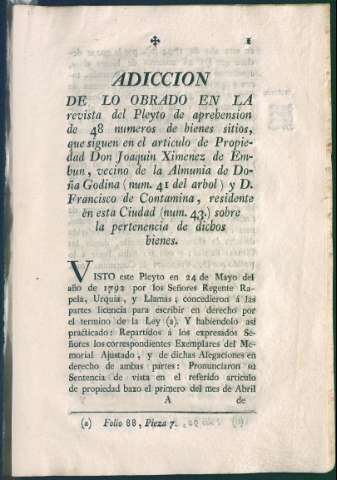 ✠ 1
ADICCION
DE LO OBRADO EN LA
revista del Pleyto de aprehension
de 48 numeros de bienes sitios,
que siguen en el articulo de Propie-
dad Don Joaquin Ximenez de Em-
bun, vecino de la Almunia de Do-
ña Godina (num. 41 del arbol) y D.
Francisco de Contamina, residente
en esta Ciudad (num. 43.) sobre
la pertenencia de dichos
bienes.
VISTO este Pleyto en 24 de Mayo del
año de 1792 por los Señores Regente Ra-
pela, Urquia, y Llamas, concedieron á las
partes licencia para escribir en derecho por
el termino de la Ley (a). Y habiendolo asi
practicado: Repartidos á los expresados Se-
ñores los correspondientes Exemplares del Me-
morial Ajustado, y de dichas Alegaciones en
derecho de ambas partes: Pronunciaron su
Sentencia de vista en el referido articulo
de propiedad baxo el primero del mes de Abril
A de
(a) Folio 88, Pieza 7.